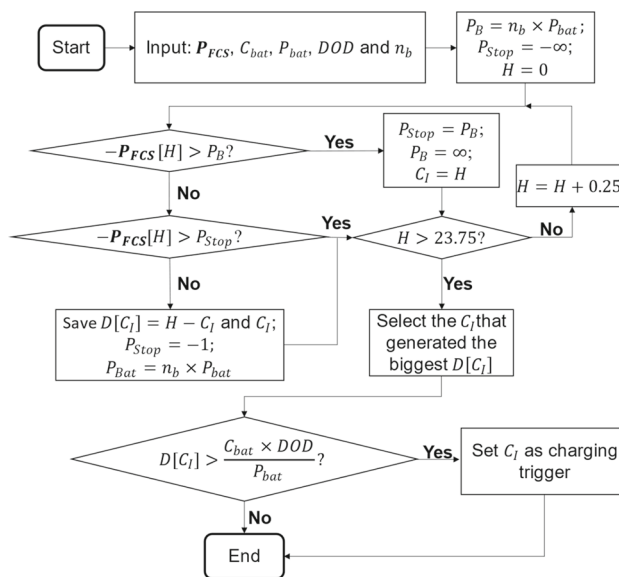 Start
Input: P_FCS, C_bat, P_bat, DOD and n_b
P_B = n_b × P_bat;
P_Stop = −∞;
H = 0
−P_FCS[H] > P_B?
Yes
P_Stop = P_B;
P_B = ∞;
C_I = H
H = H + 0.25
No
−P_FCS[H] > P_Stop?
Yes
H > 23.75?
No
No
Yes
Save D[C_I] = H − C_I and C_I;
P_Stop = −1;
P_Bat = n_b × P_bat
Select the C_I that
generated the
biggest D[C_I]
D[C_I] > (C_bat × DOD) / P_bat ?
Yes
Set C_I as charging
trigger
No
End